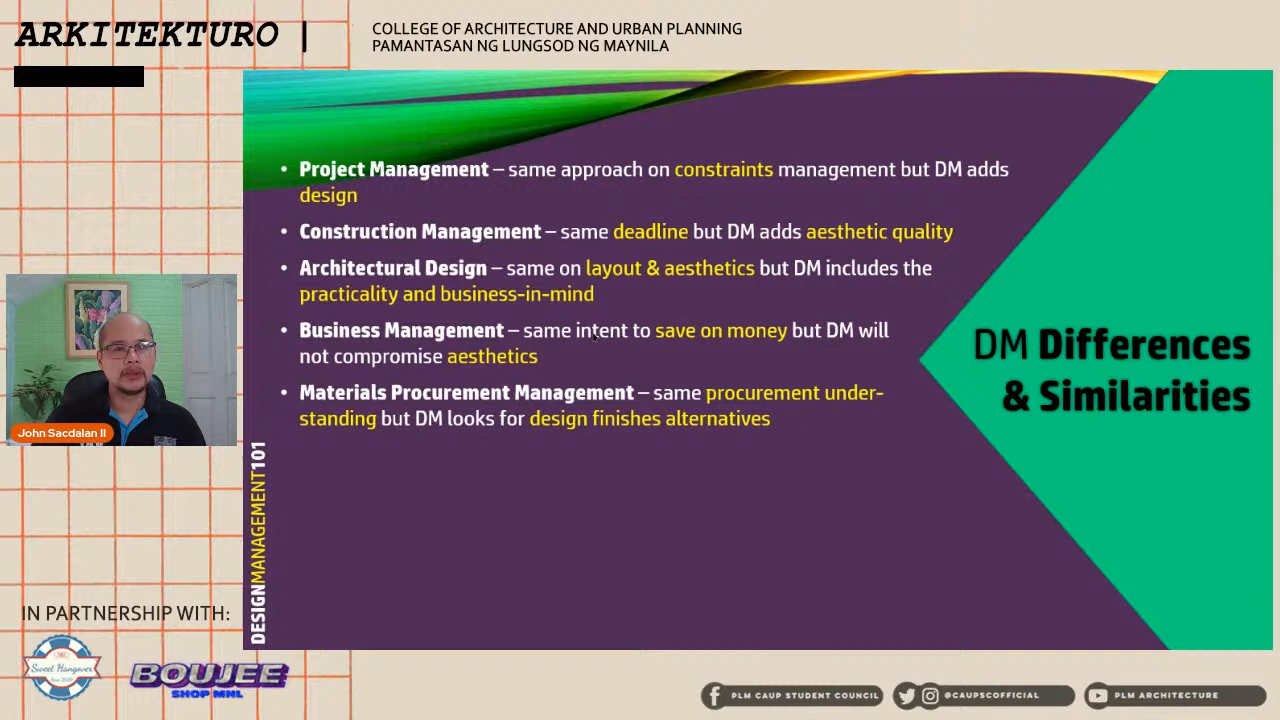 ARKITEKTURO |
COLLEGE OF ARCHITECTURE AND URBAN PLANNING
PAMANTASAN NG LUNGSOD NG MAYNILA
• Project Management – same approach on constraints management but DM adds
design
• Construction Management – same deadline but DM adds aesthetic quality
• Architectural Design – same on layout & aesthetics but DM includes the
practicality and business-in-mind
• Business Management – same intent to save on money but DM will
not compromise aesthetics
• Materials Procurement Management – same procurement under-
standing but DM looks for design finishes alternatives
DM Differences
& Similarities
DESIGNMANAGEMENT101
John Sacdalan II
IN PARTNERSHIP WITH:
Sweet Hangover
BOUJEE
SHOP MNL
PLM CAUP STUDENT COUNCIL
@CAUPSCOFFICIAL
PLM ARCHITECTURE